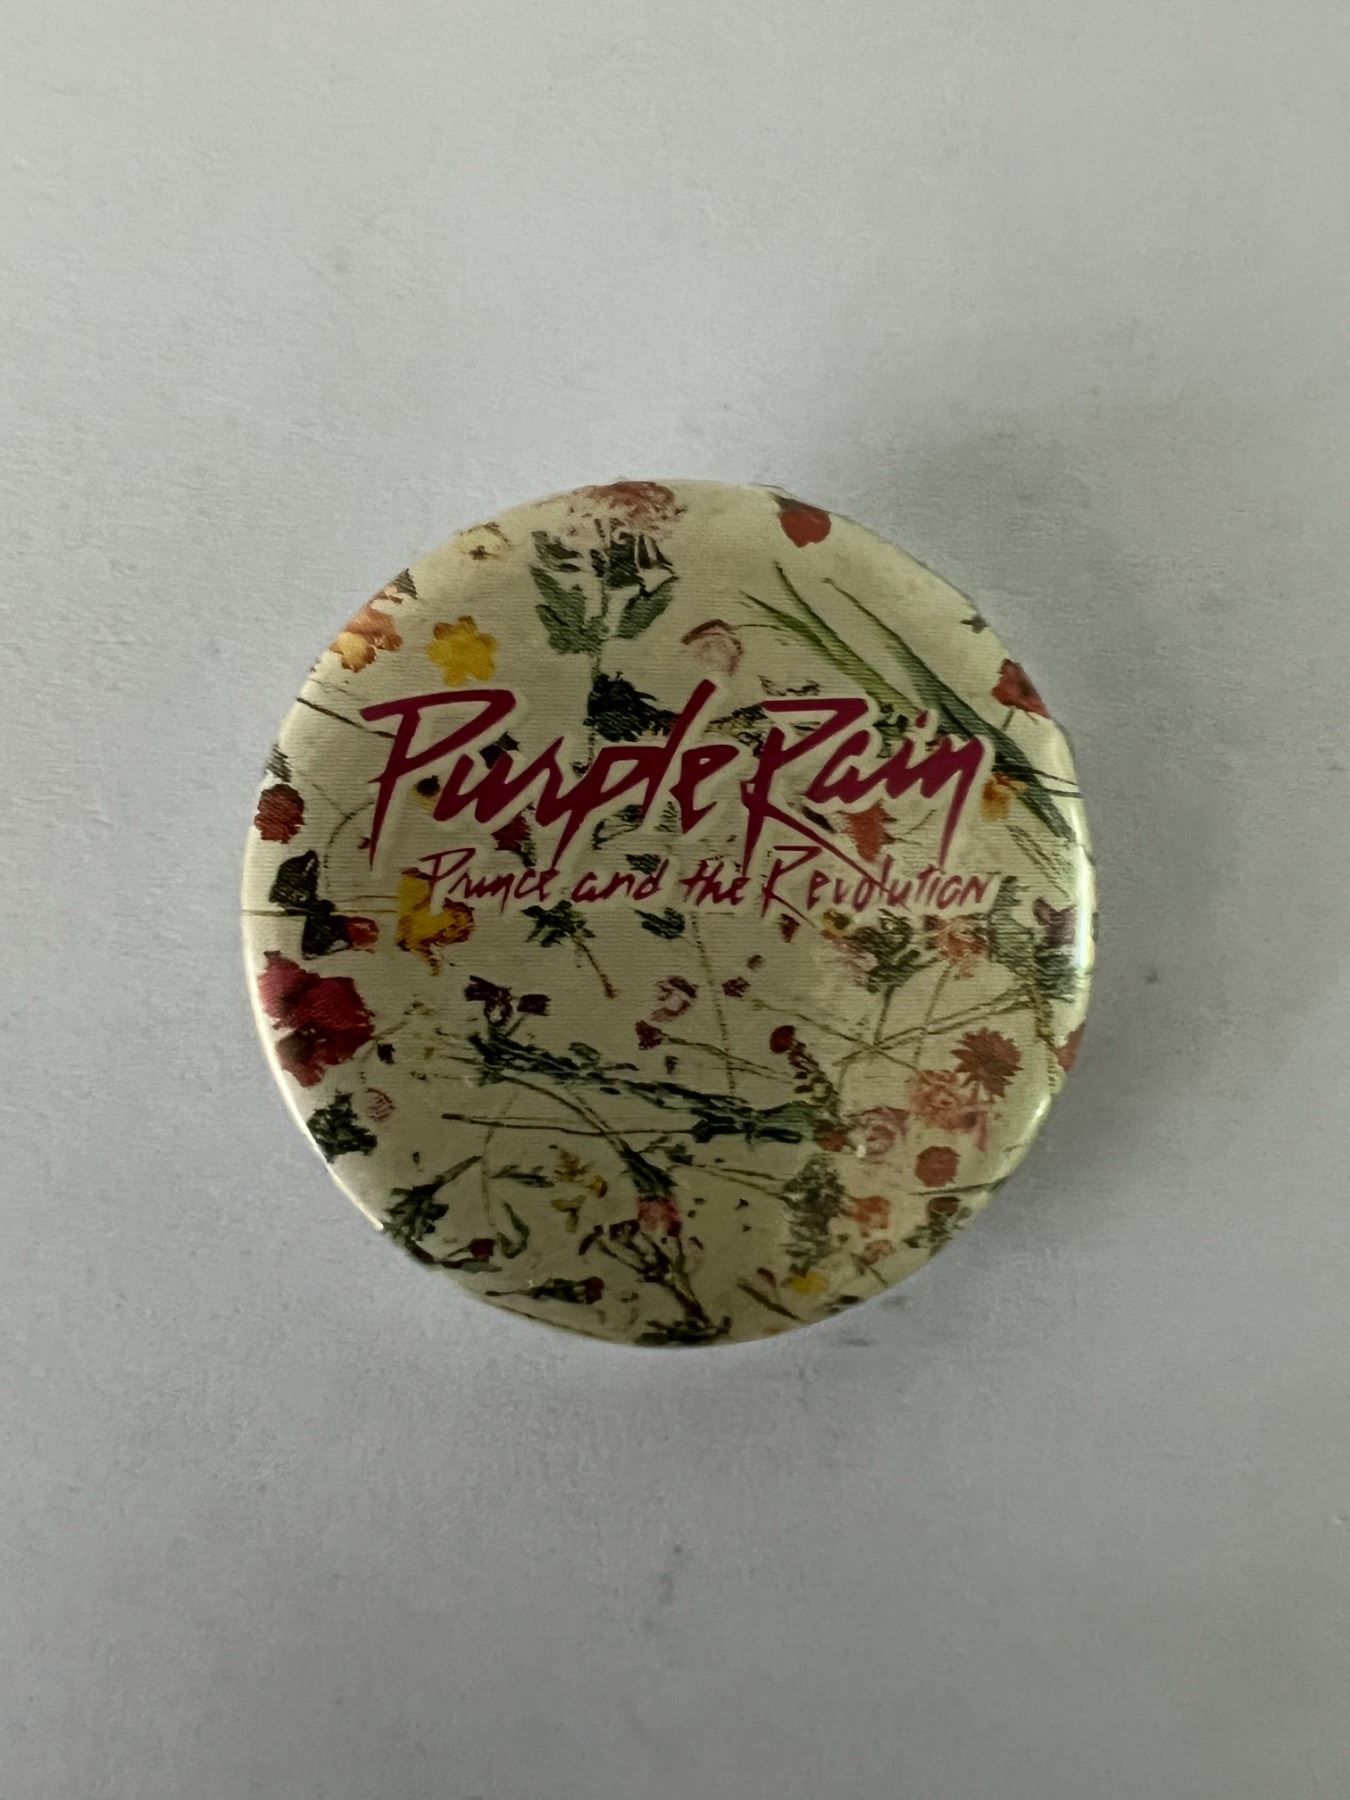 Purple Rain
Prince and the Revolution